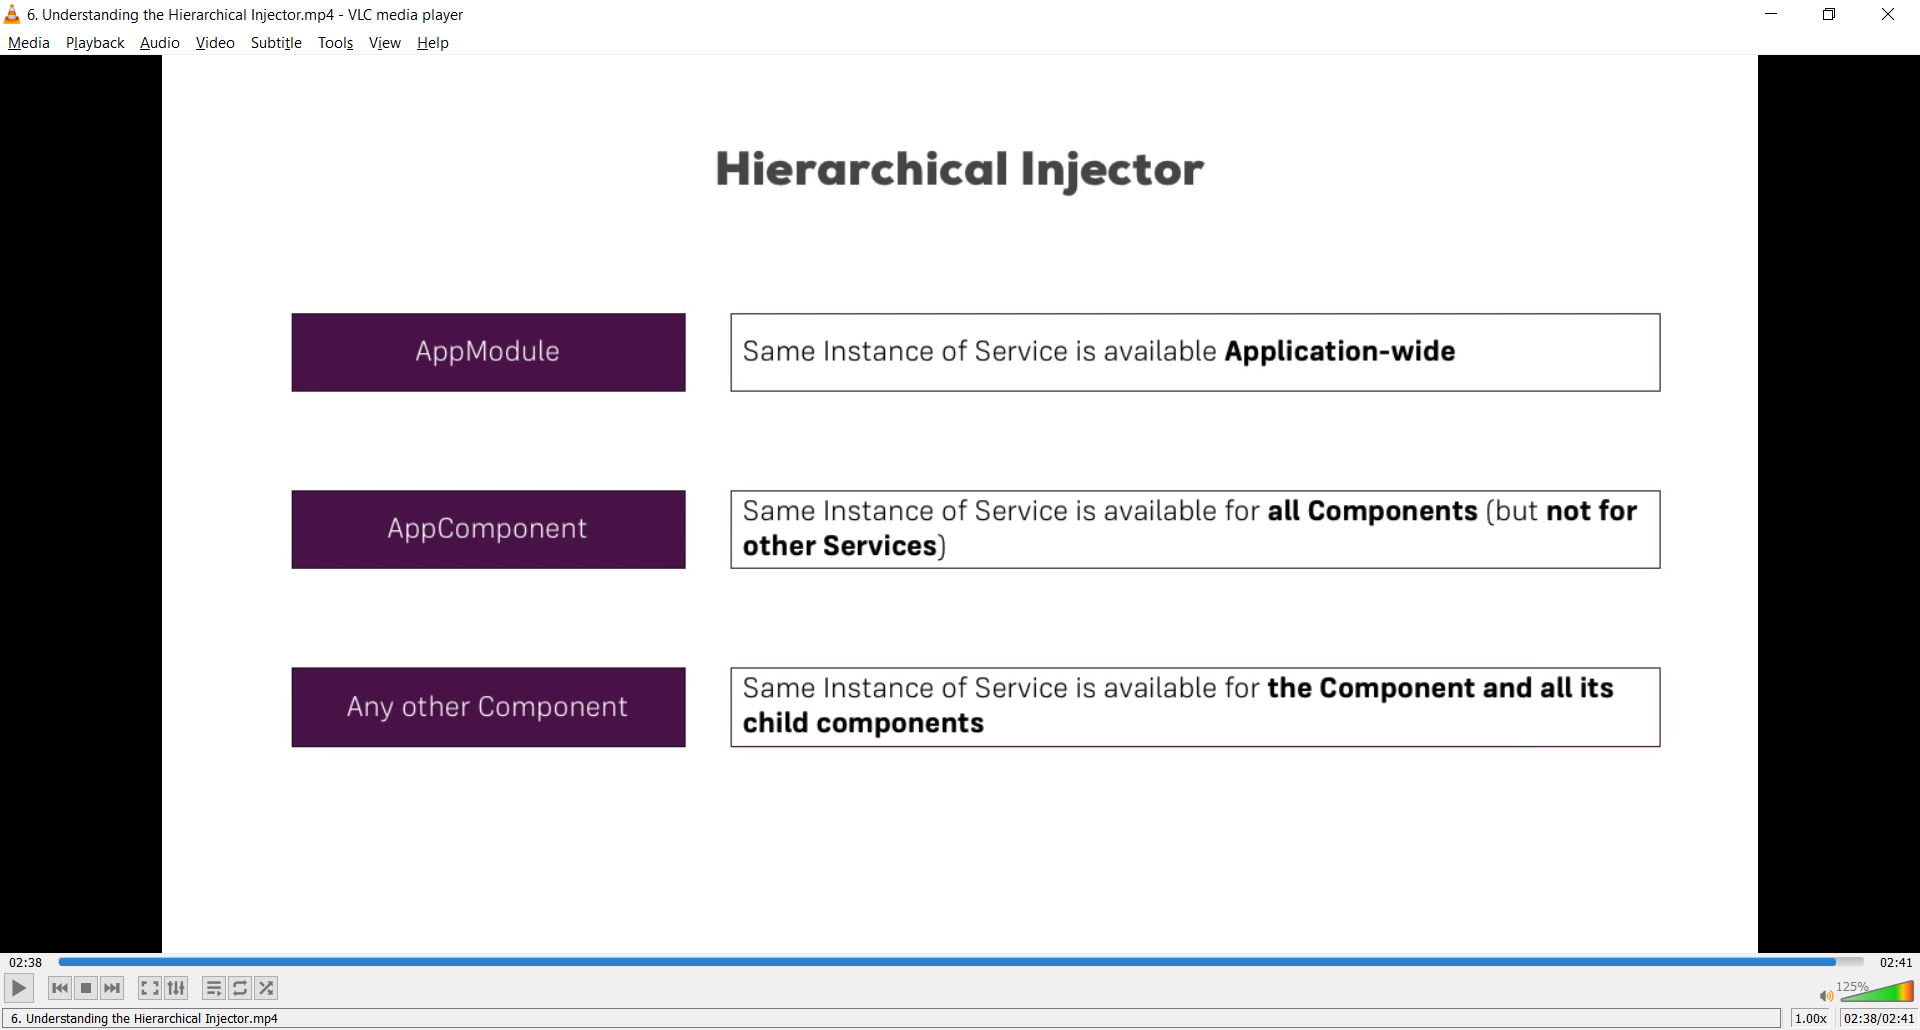 6. Understanding the Hierarchical Injector.mp4 - VLC media player
Media Playback Audio Video Subtitle Tools View Help
Hierarchical Injector
AppModule
Same Instance of Service is available Application-wide
AppComponent
Same Instance of Service is available for all Components (but not for
other Services)
Any other Component
Same Instance of Service is available for the Component and all its
child components
02:38
02:41
125%
6. Understanding the Hierarchical Injector.mp4
1.00x
02:38/02:41